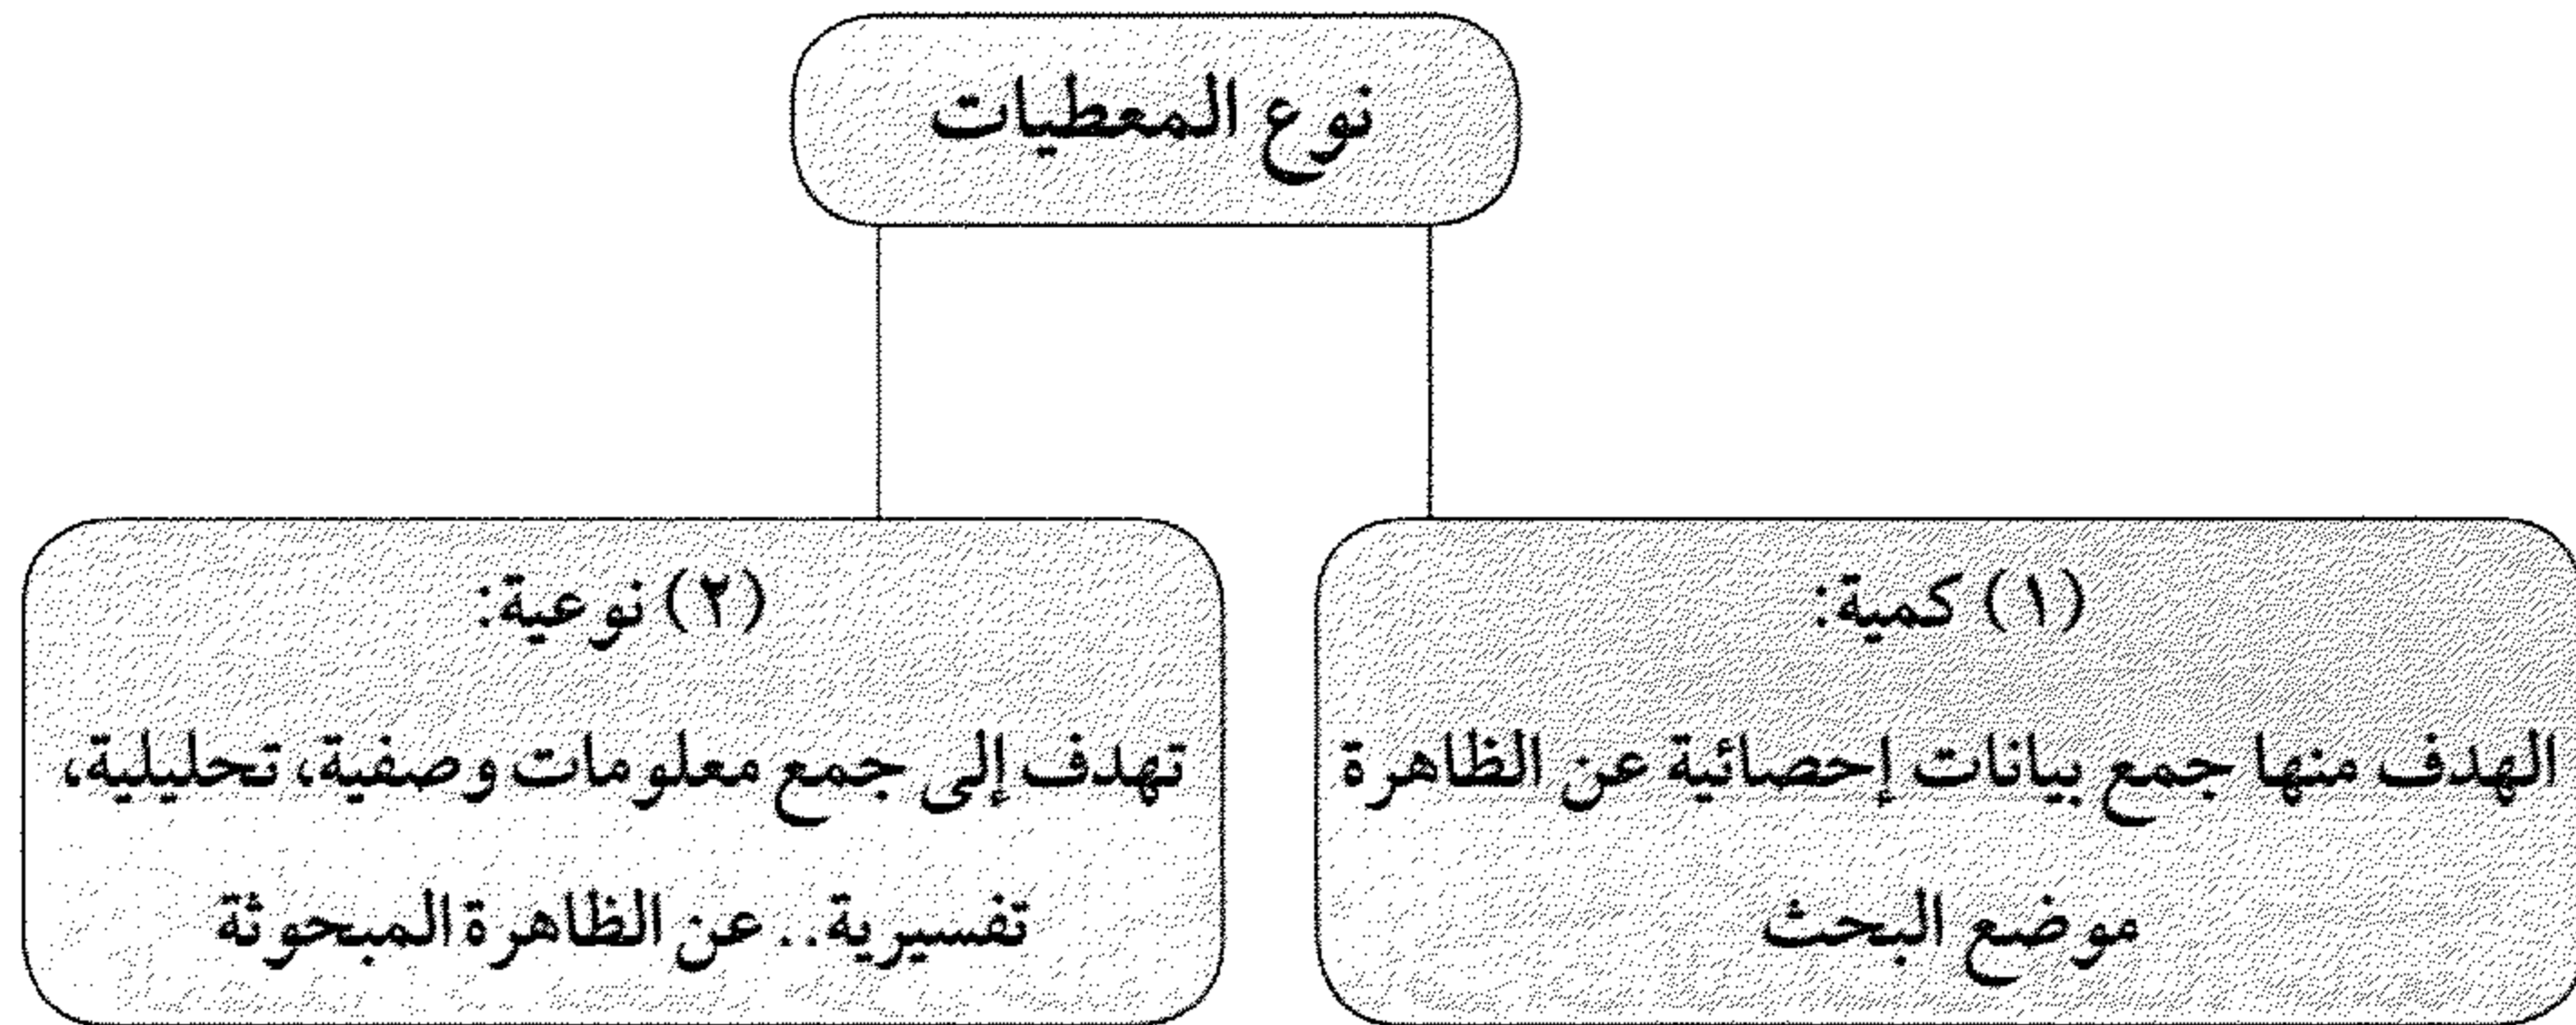 نوع المعطيات
(١) كمية:
الهدف منها جمع بيانات إحصائية عن الظاهرة
موضع البحث
(٢) نوعية:
تهدف إلى جمع معلومات وصفية، تحليلية،
تفسيرية.. عن الظاهرة المبحوثة